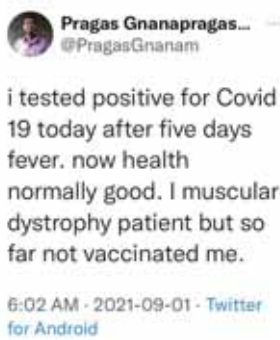 Pragas Gnanapragas...
@PragasGnanam
i tested positive for Covid
19 today after five days
fever. now health
normally good. I muscular
dystrophy patient but so
far not vaccinated me.
6:02 AM · 2021-09-01 · Twitter
for Android